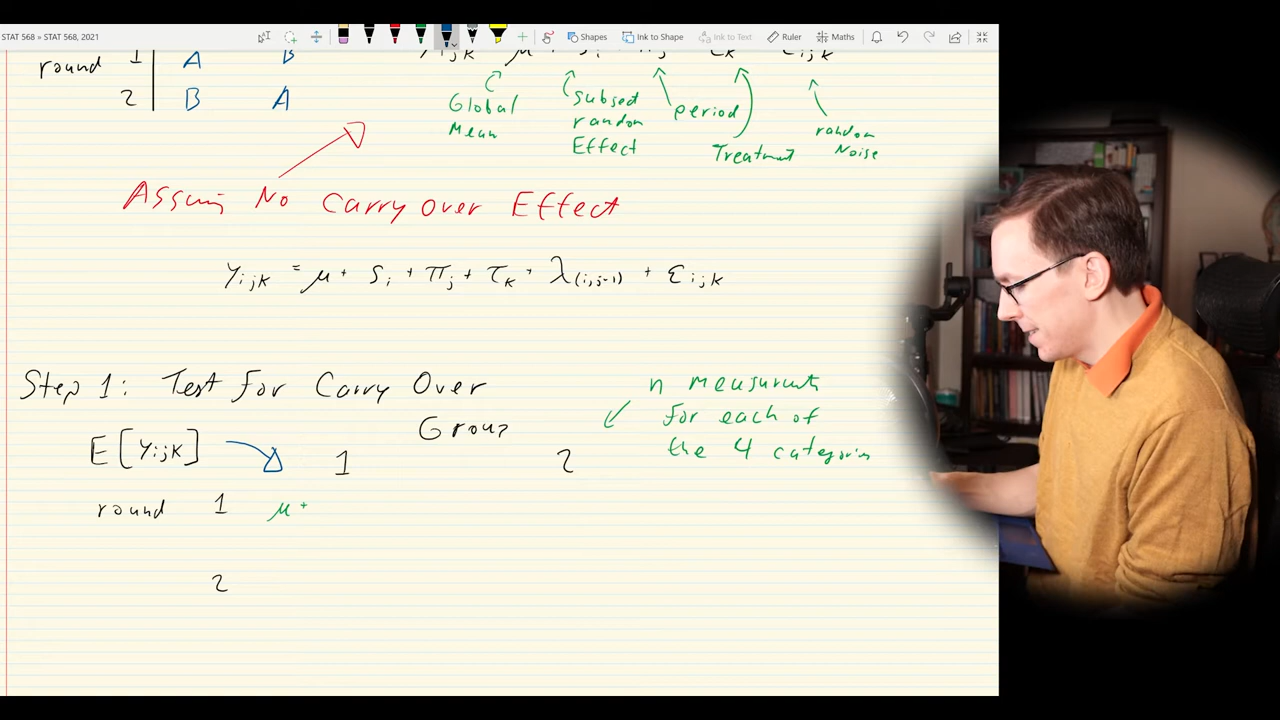 STAT 568 » STAT 568, 2021
Shapes Ink to Shape Ink to Text Ruler Maths
round 1 A B
2 B A
Global Mean
Subject random Effect
period
Treatment
random Noise
Assum No Carry Over Effect
Yijk = μ + Si + πj + τk + λ(i,j-1) + εijk
Step 1: Test For Carry Over
n measurments
for each of
the 4 categories
Group
E[Yijk] 1 2
round 1 μ +
2